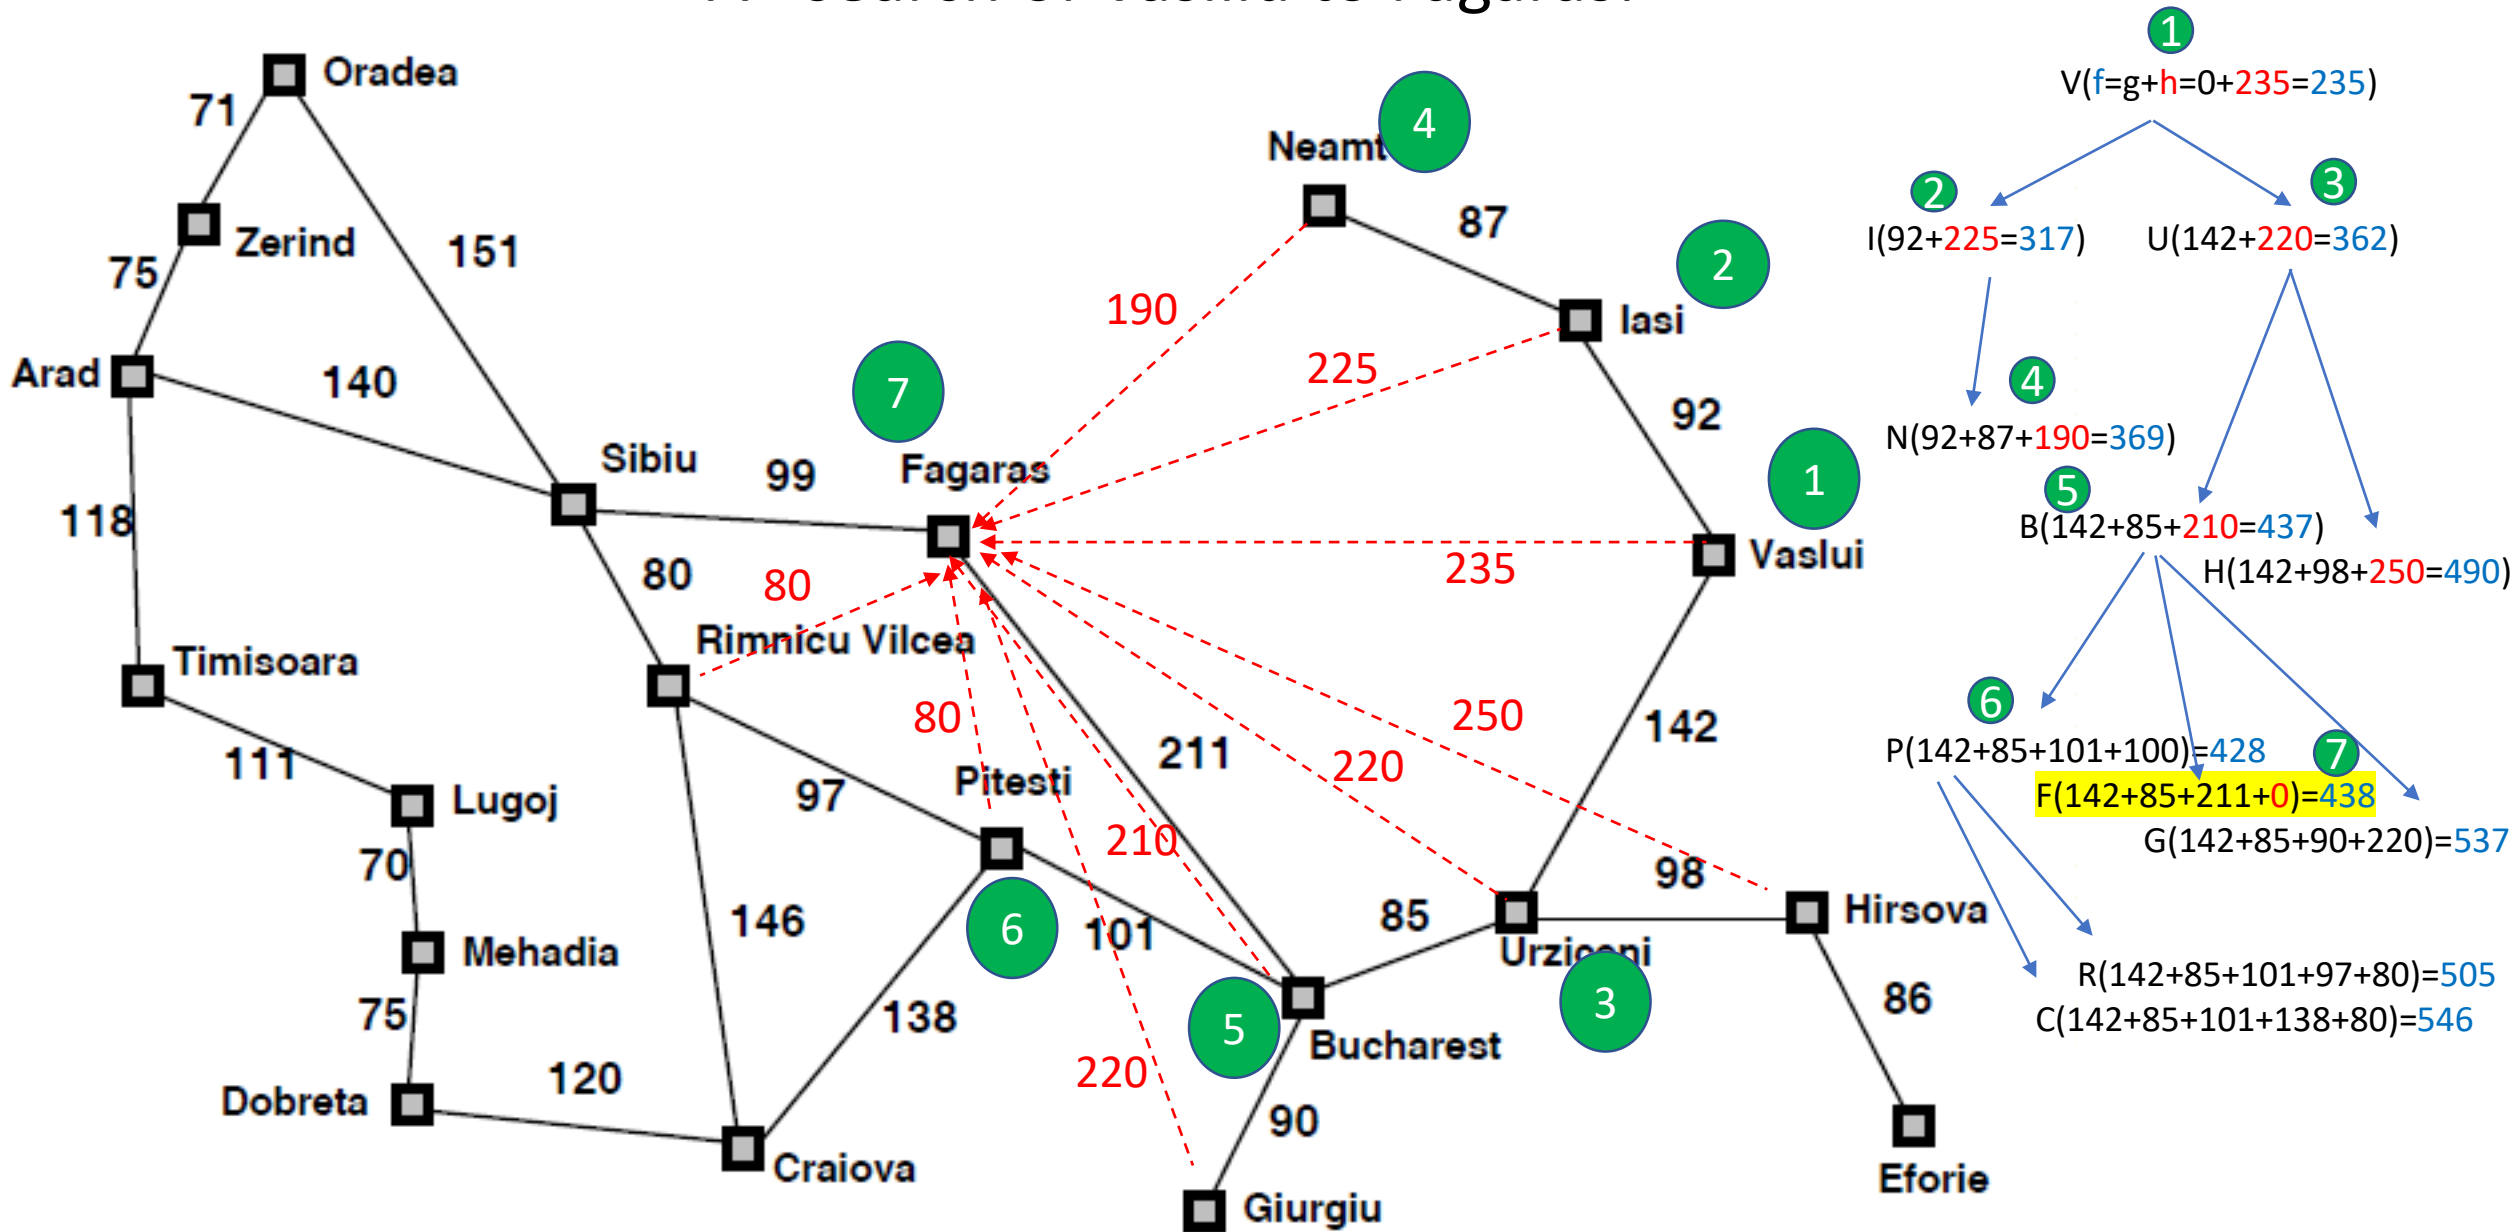 1
V(f=g+h=0+235=235)
Oradea
71
4
Neamt
2
3
87
I(92+225=317)
U(142+220=362)
Zerind
151
2
75
190
Iasi
225
4
Arad
140
7
92
N(92+87+190=369)
Sibiu
99
Fagaras
1
5
118
B(142+85+210=437)
Vaslui
80
80
235
H(142+98+250=490)
Rimnicu Vilcea
Timisoara
6
80
250
142
211
220
P(142+85+101+100)=428
7
111
97
Pitesti
F(142+85+211+0)=438
Lugoj
210
G(142+85+90+220)=537
70
98
146
85
Hirsova
6
101
Mehadia
3
R(142+85+101+97+80)=505
75
138
5
86
C(142+85+101+138+80)=546
Bucharest
220
120
Dobreta
90
Craiova
Eforie
Giurgiu